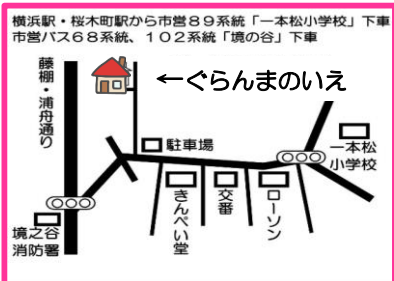 横浜駅・桜木町駅から市営８９系統「一本松小学校」下車
市営バス６８系統、１０２系統「境の谷」下車
藤棚・浦舟通り
←ぐらんまのいえ
駐車場
一本松
小学校
きんぺい堂
交番
ローソン
境之谷
消防署